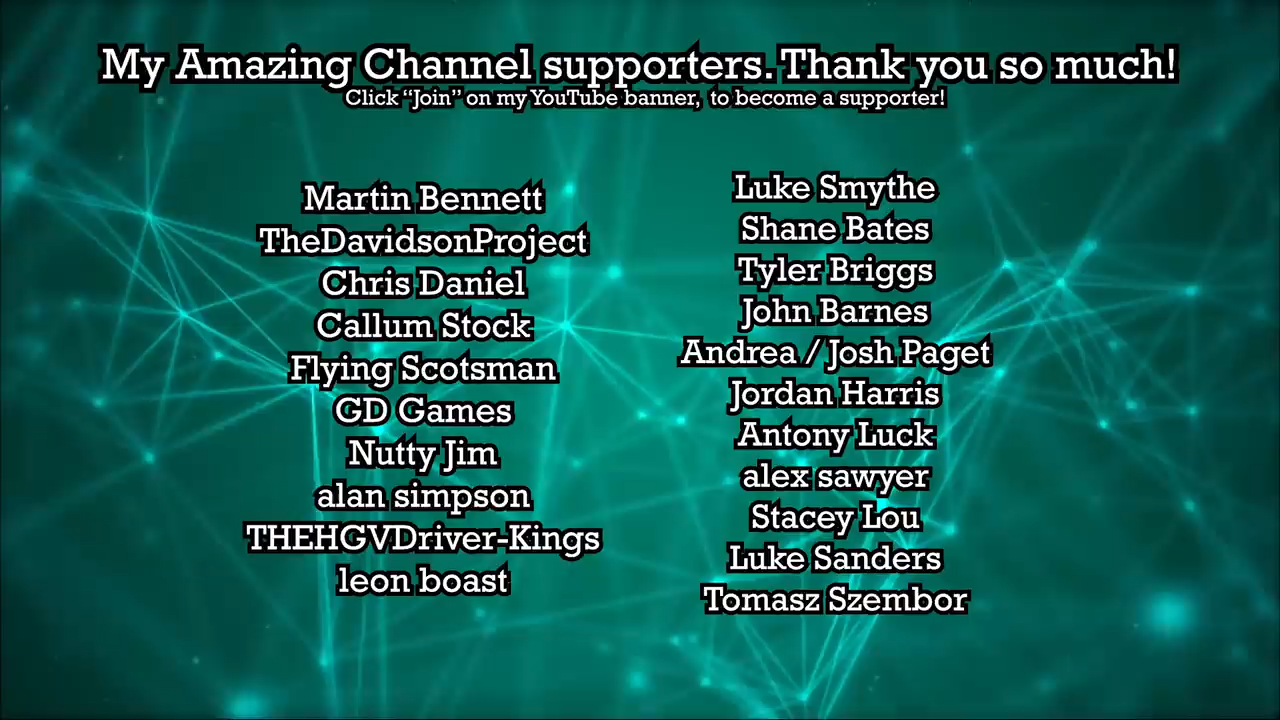 My Amazing Channel supporters. Thank you so much!
Click “Join” on my YouTube banner, to become a supporter!
Martin Bennett
TheDavidsonProject
Chris Daniel
Callum Stock
Flying Scotsman
GD Games
Nutty Jim
alan simpson
THEHGVDriver-Kings
leon boast
Luke Smythe
Shane Bates
Tyler Briggs
John Barnes
Andrea / Josh Paget
Jordan Harris
Antony Luck
alex sawyer
Stacey Lou
Luke Sanders
Tomasz Szembor